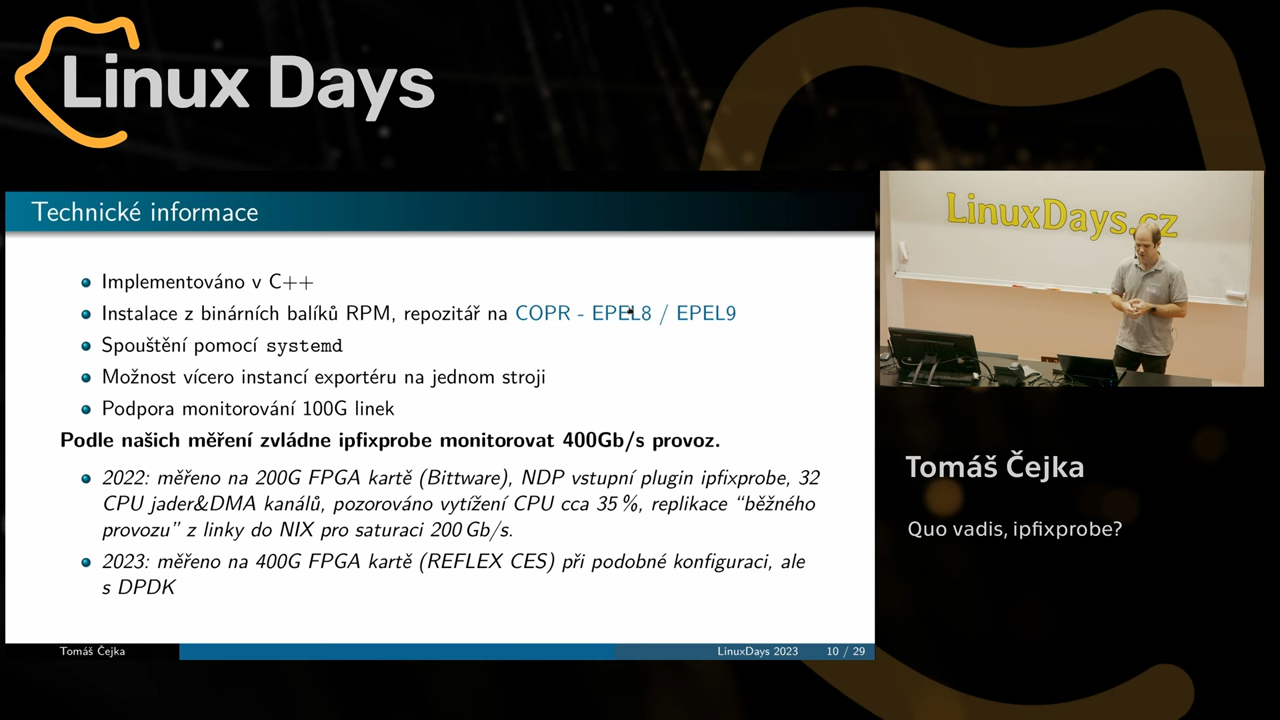 Linux Days
Technické informace
Implementováno v C++
Instalace z binárních balíků RPM, repozitář na COPR - EPEL8 / EPEL9
Spouštění pomocí systemd
Možnost vícero instancí exportéru na jednom stroji
Podpora monitorování 100G linek
Podle našich měření zvládne ipfixprobe monitorovat 400Gb/s provoz.
2022: měřeno na 200G FPGA kartě (Bittware), NDP vstupní plugin ipfixprobe, 32
CPU jader&DMA kanálů, pozorováno vytížení CPU cca 35 %, replikace “běžného
provozu” z linky do NIX pro saturaci 200 Gb/s.
2023: měřeno na 400G FPGA kartě (REFLEX CES) při podobné konfiguraci, ale
s DPDK
Tomáš Čejka
LinuxDays 2023
10 / 29
LinuxDays.cz
Tomáš Čejka
Quo vadis, ipfixprobe?